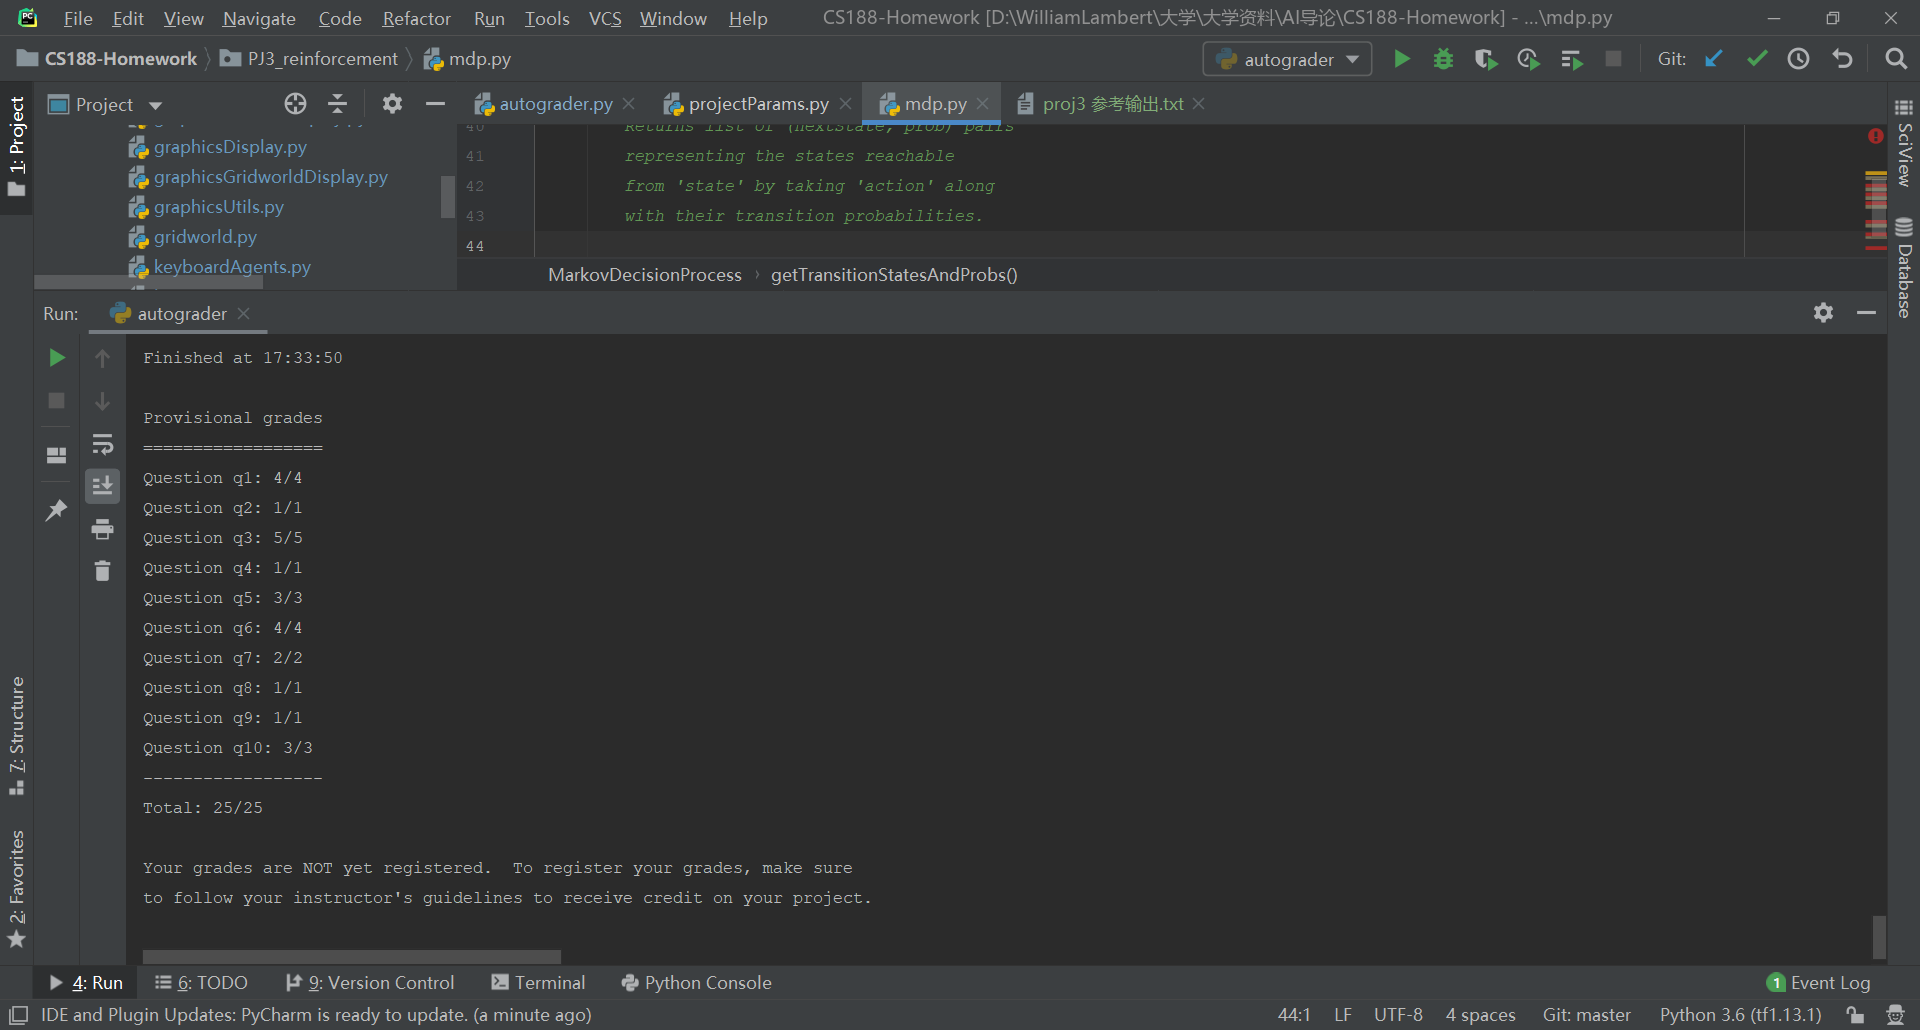 File Edit View Navigate Code Refactor Run Tools VCS Window Help CS188-Homework [D:\WilliamLambert\大学\大学资料\AI导论\CS188-Homework] - ...\mdp.py
CS188-Homework PJ3_reinforcement mdp.py autograder Git:
1: Project
Project
autograder.py projectParams.py mdp.py proj3 参考输出.txt
graphicsDisplay.py
graphicsGridworldDisplay.py
graphicsUtils.py
gridworld.py
keyboardAgents.py
40 Returns list of (nextState, prob) pairs
41 representing the states reachable
42 from 'state' by taking 'action' along
43 with their transition probabilities.
44
MarkovDecisionProcess › getTransitionStatesAndProbs()
SciView
Database
Run: autograder
Finished at 17:33:50
Provisional grades
==================
Question q1: 4/4
Question q2: 1/1
Question q3: 5/5
Question q4: 1/1
Question q5: 3/3
Question q6: 4/4
Question q7: 2/2
Question q8: 1/1
Question q9: 1/1
Question q10: 3/3
------------------
Total: 25/25
Your grades are NOT yet registered.  To register your grades, make sure
to follow your instructor's guidelines to receive credit on your project.
7: Structure
2: Favorites
4: Run 6: TODO 9: Version Control Terminal Python Console 1 Event Log
IDE and Plugin Updates: PyCharm is ready to update. (a minute ago) 44:1 LF UTF-8 4 spaces Git: master Python 3.6 (tf1.13.1)